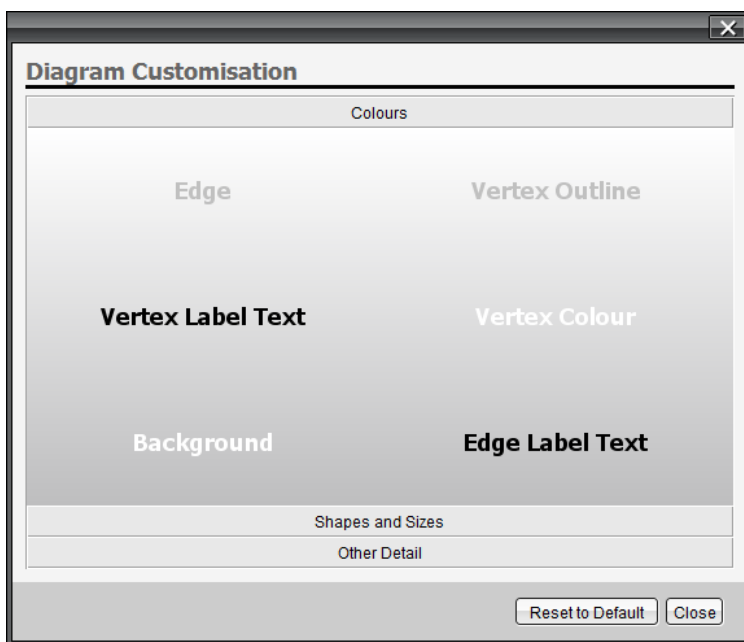 Diagram Customisation
Colours
Edge
Vertex Outline
Vertex Label Text
Vertex Colour
Background
Edge Label Text
Shapes and Sizes
Other Detail
Reset to Default
Close